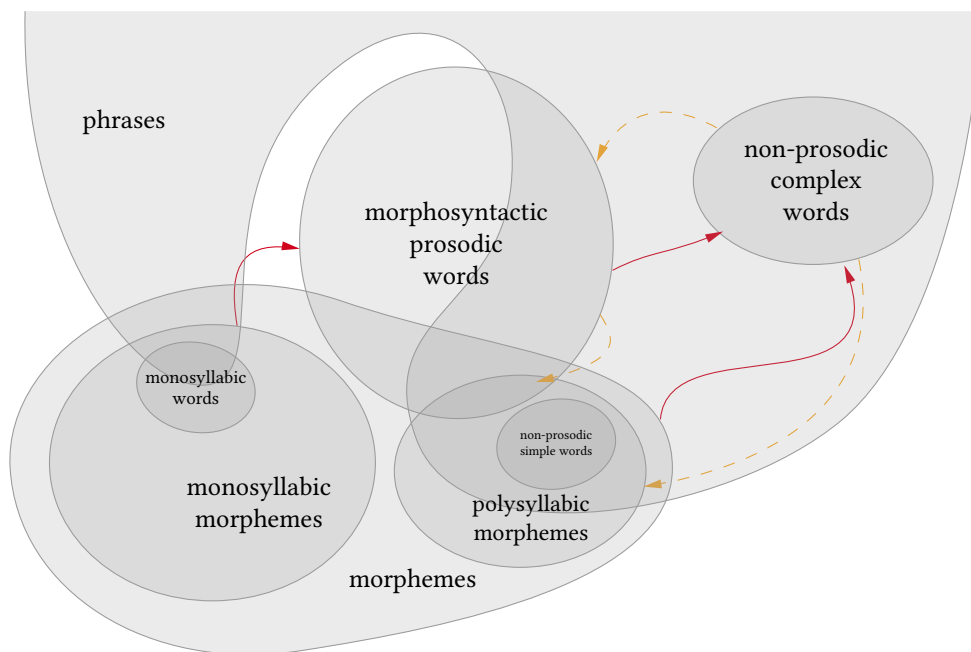 phrases
non-prosodic
complex
words
morphosyntactic
prosodic
words
monosyllabic
words
non-prosodic
simple words
monosyllabic
morphemes
polysyllabic
morphemes
morphemes